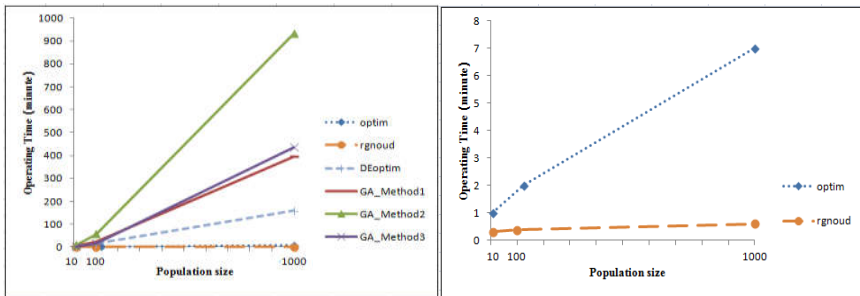 1000
900
800
700
600
500
400
300
200
100
0
Operating Time (minute)
10 100 1000
Population size
optim
rgnoud
DEoptim
GA_Method1
GA_Method2
GA_Method3
8
7
6
5
4
3
2
1
0
Operating Time (minute)
10 100 1000
Population size
optim
rgnoud